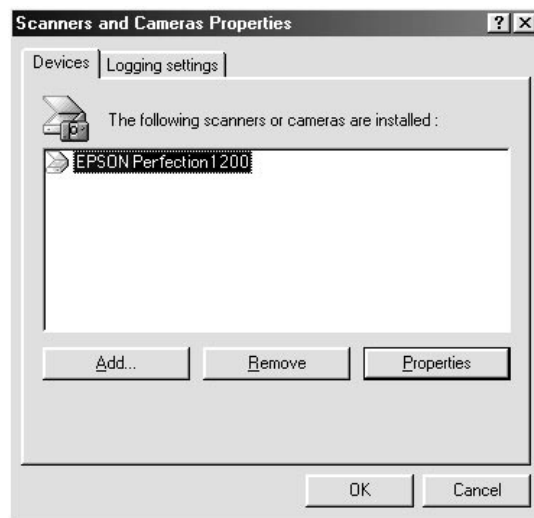 Scanners and Cameras Properties
Devices
Logging settings
The following scanners or cameras are installed :
EPSON Perfection1200
Add...
Remove
Properties
OK
Cancel